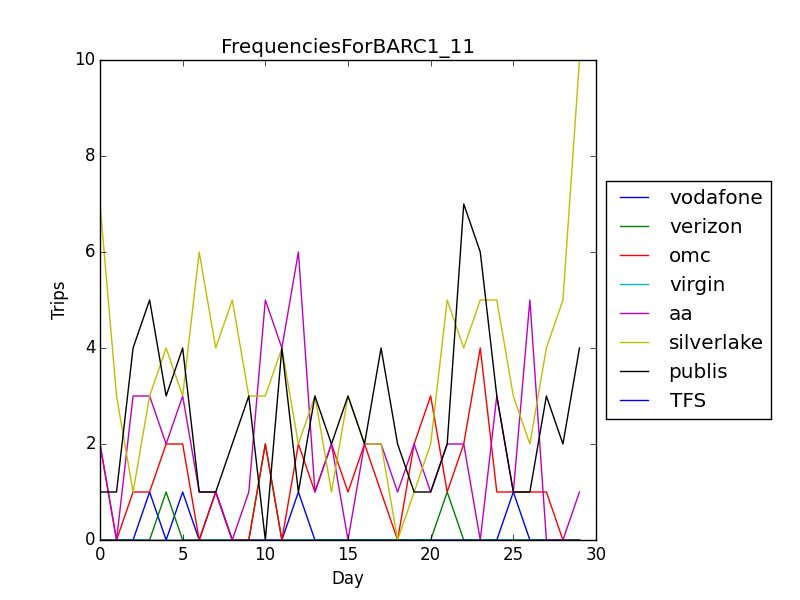 FrequenciesForBARC1_11
10
8
6
4
2
0
Trips
0 5 10 15 20 25 30
Day
vodafone
verizon
omc
virgin
aa
silverlake
publis
TFS